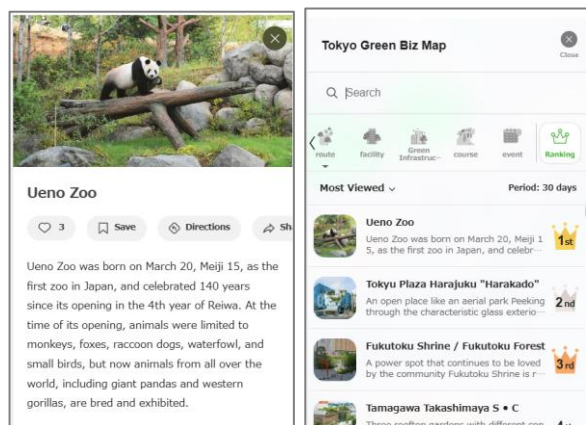 Ueno Zoo
3
Save
Directions
Sh
Ueno Zoo was born on March 20, Meiji 15, as the
first zoo in Japan, and celebrated 140 years
since its opening in the 4th year of Reiwa. At the
time of its opening, animals were limited to
monkeys, foxes, raccoon dogs, waterfowl, and
small birds, but now animals from all over the
world, including giant pandas and western
gorillas, are bred and exhibited.
Tokyo Green Biz Map
Close
Search
route
facility
Green
Infrastruc···
course
event
Ranking
Most Viewed
Period: 30 days
Ueno Zoo
Ueno Zoo was born on March 20, Meiji 1
5, as the first zoo in Japan, and celebr···
1st
Tokyu Plaza Harajuku "Harakado"
An open place like an aerial park Peeking
through the characteristic glass exterio···
2nd
Fukutoku Shrine / Fukutoku Forest
A power spot that continues to be loved
by the community Fukutoku Shrine is r···
3rd
Tamagawa Takashimaya S • C
Three rooftop gardens with different con